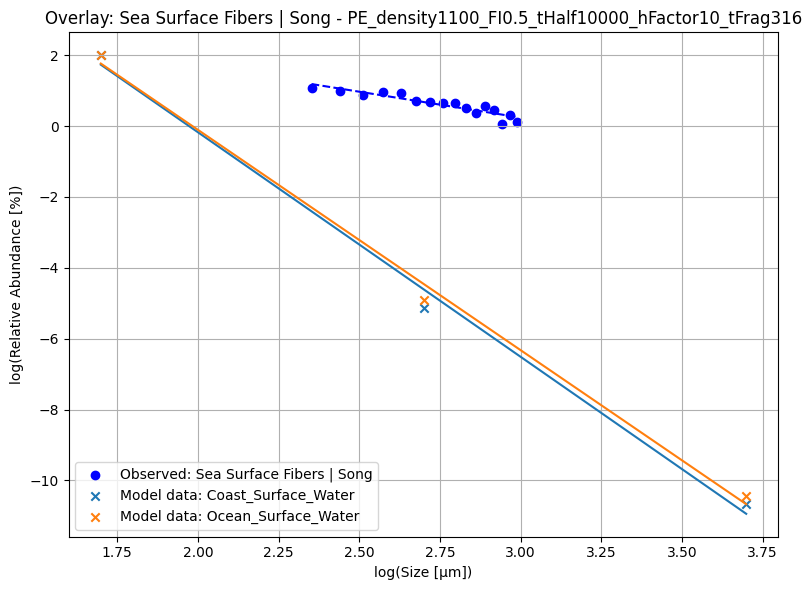 Overlay: Sea Surface Fibers | Song - PE_density1100_FI0.5_tHalf10000_hFactor10_tFrag316
log(Relative Abundance [%])
2
0
−2
−4
−6
−8
−10
Observed: Sea Surface Fibers | Song
Model data: Coast_Surface_Water
Model data: Ocean_Surface_Water
1.75 2.00 2.25 2.50 2.75 3.00 3.25 3.50 3.75
log(Size [μm])